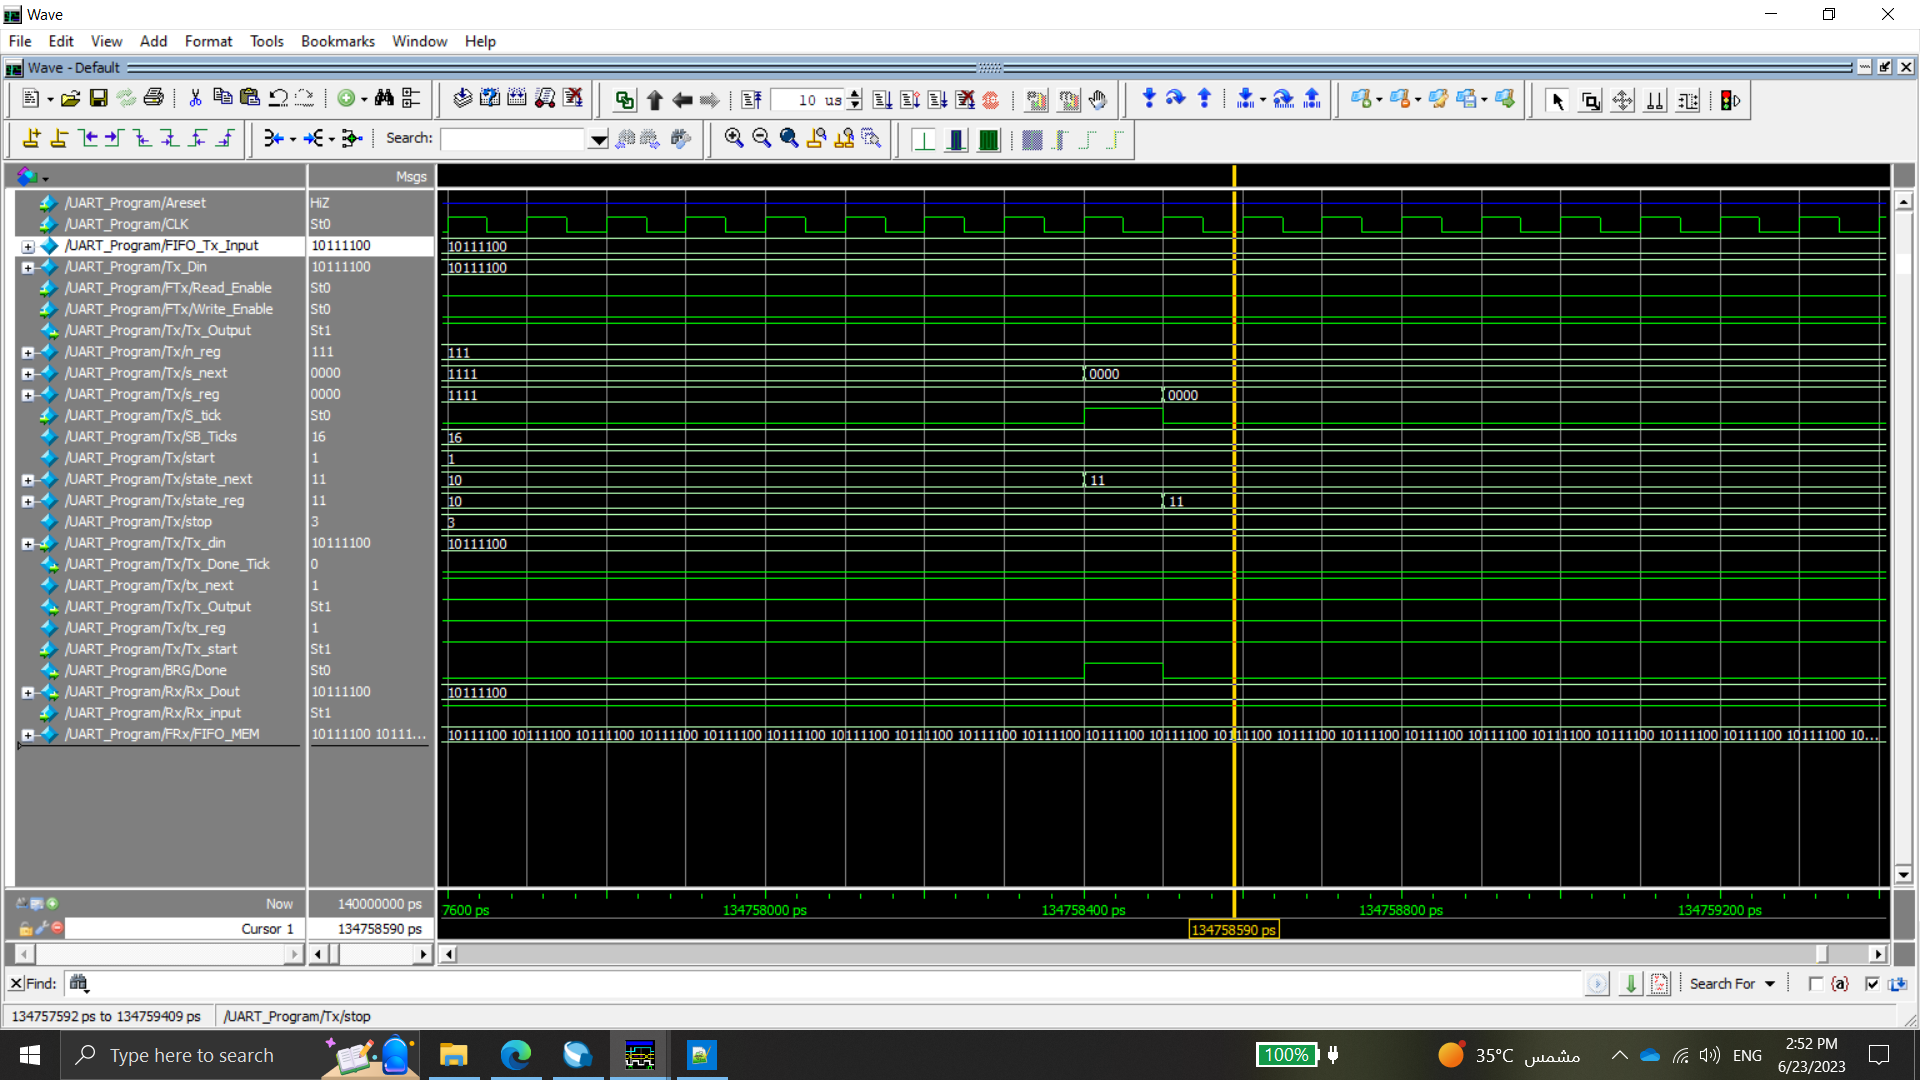 Wave
File Edit View Add Format Tools Bookmarks Window Help
Wave - Default
10 us
Search:
Msgs
/UART_Program/Areset HiZ
/UART_Program/CLK St0
/UART_Program/FIFO_Tx_Input 10111100 10111100
/UART_Program/Tx_Din 10111100 10111100
/UART_Program/FTx/Read_Enable St0
/UART_Program/FTx/Write_Enable St0
/UART_Program/Tx/Tx_Output St1
/UART_Program/Tx/n_reg 111 111
/UART_Program/Tx/s_next 0000 1111 0000
/UART_Program/Tx/s_reg 0000 1111 0000
/UART_Program/Tx/S_tick St0
/UART_Program/Tx/SB_Ticks 16 16
/UART_Program/Tx/start 1 1
/UART_Program/Tx/state_next 11 10 11
/UART_Program/Tx/state_reg 11 10 11
/UART_Program/Tx/stop 3 3
/UART_Program/Tx/Tx_din 10111100 10111100
/UART_Program/Tx/Tx_Done_Tick 0
/UART_Program/Tx/tx_next 1
/UART_Program/Tx/Tx_Output St1
/UART_Program/Tx/tx_reg 1
/UART_Program/Tx/Tx_start St1
/UART_Program/BRG/Done St0
/UART_Program/Rx/Rx_Dout 10111100 10111100
/UART_Program/Rx/Rx_input St1
/UART_Program/FRx/FIFO_MEM 10111100 10111... 10111100 10111100 10111100 10111100 10111100 10111100 10111100 10111100 10111100 10111100 10111100 10111100 10111100 10111100 10111100 10111100 10111100 10111100 10111100 10111100 10111100 10111100 10...
Now 140000000 ps 7600 ps 134758000 ps 134758400 ps 134758800 ps 134759200 ps
Cursor 1 134758590 ps 134758590 ps
Find: Search For {a}
134757592 ps to 134759409 ps /UART_Program/Tx/stop
Type here to search 100% 35°C مشمس ENG 2:52 PM
6/23/2023